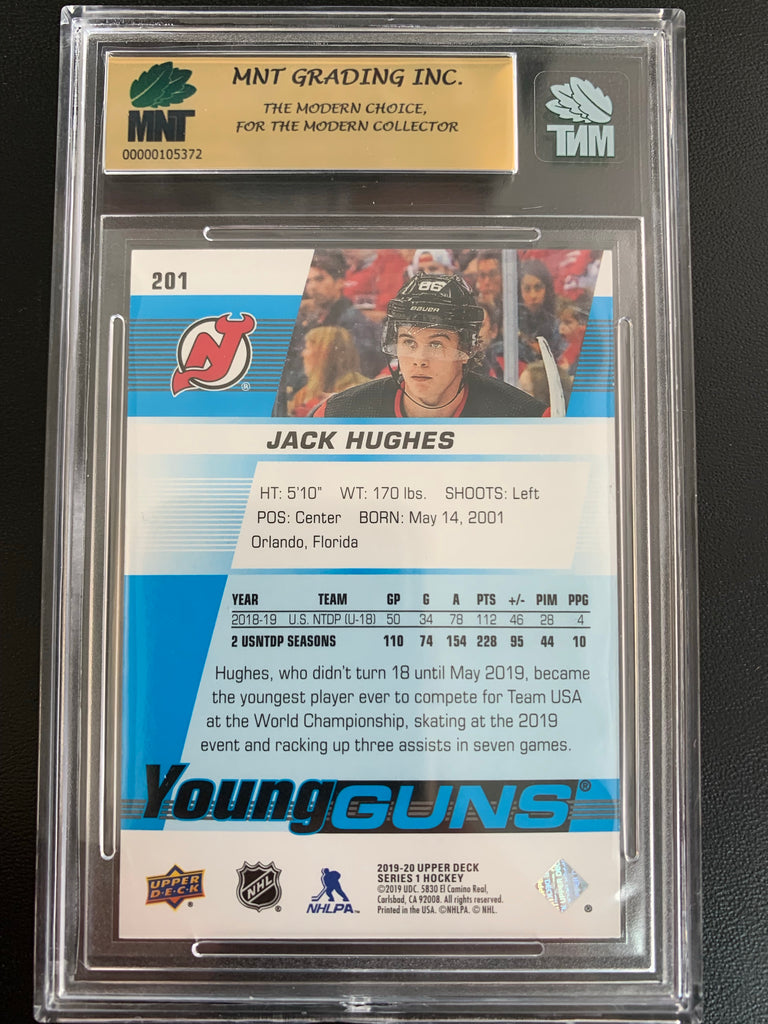 MNT GRADING INC.
THE MODERN CHOICE,
FOR THE MODERN COLLECTOR
MNT
00000105372
MNT
201
86
BAUER
N
®
JACK HUGHES
HT: 5'10" WT: 170 lbs. SHOOTS: Left
POS: Center BORN: May 14, 2001
Orlando, Florida
YEAR TEAM GP G A PTS +/- PIM PPG
2018-19 U.S. NTDP (U-18) 50 34 78 112 46 28 4
2 USNTDP SEASONS 110 74 154 228 95 44 10
Hughes, who didn't turn 18 until May 2019, became
the youngest player ever to compete for Team USA
at the World Championship, skating at the 2019
event and racking up three assists in seven games.
Young GUNS®
UPPER DECK®
NHL®
NHLPA™
2019-20 UPPER DECK
SERIES 1 HOCKEY
©2019 UDC. 5830 El Camino Real,
Carlsbad, CA 92008. All rights reserved.
Printed in the USA. ©NHLPA. © NHL.
®